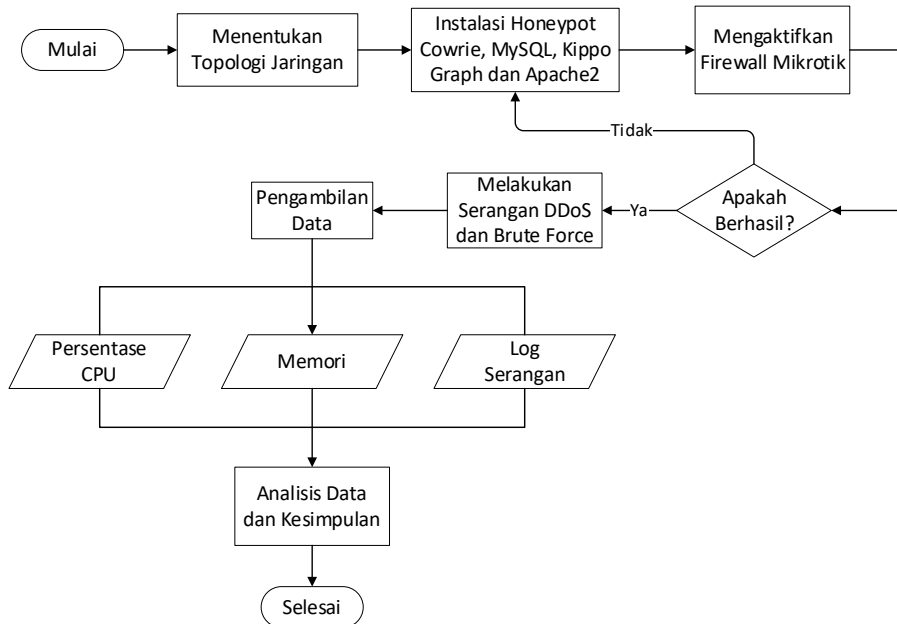 Mulai
Menentukan
Topologi Jaringan
Instalasi Honeypot
Cowrie, MySQL, Kippo
Graph dan Apache2
Mengaktifkan
Firewall Mikrotik
Tidak
Apakah
Berhasil?
Ya
Melakukan
Serangan DDoS
dan Brute Force
Pengambilan
Data
Persentase
CPU
Memori
Log
Serangan
Analisis Data
dan Kesimpulan
Selesai